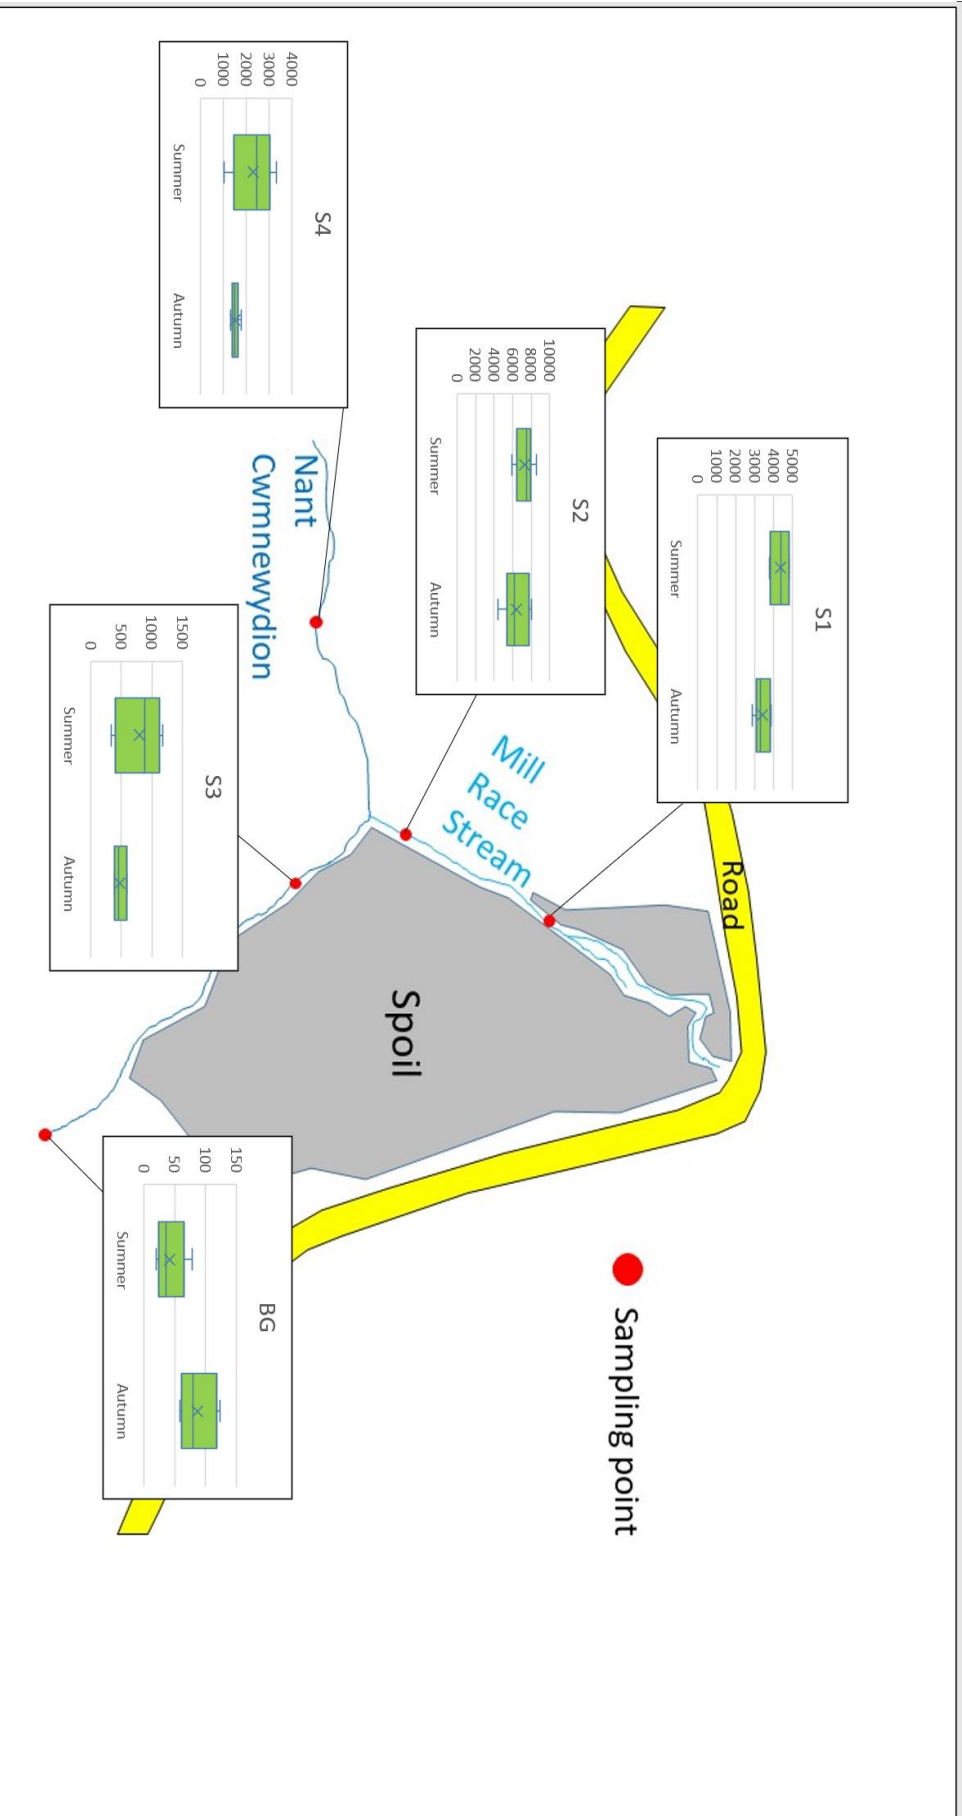 S1
5000
4000
3000
2000
1000
0
Summer
Autumn
S2
10000
8000
6000
4000
2000
0
Summer
Autumn
S4
4000
3000
2000
1000
0
Summer
Autumn
Road
Sampling point
Mill
Race
Stream
Spoil
Nant
Cwmnewydion
BG
150
100
50
0
Summer
Autumn
S3
1500
1000
500
0
Summer
Autumn